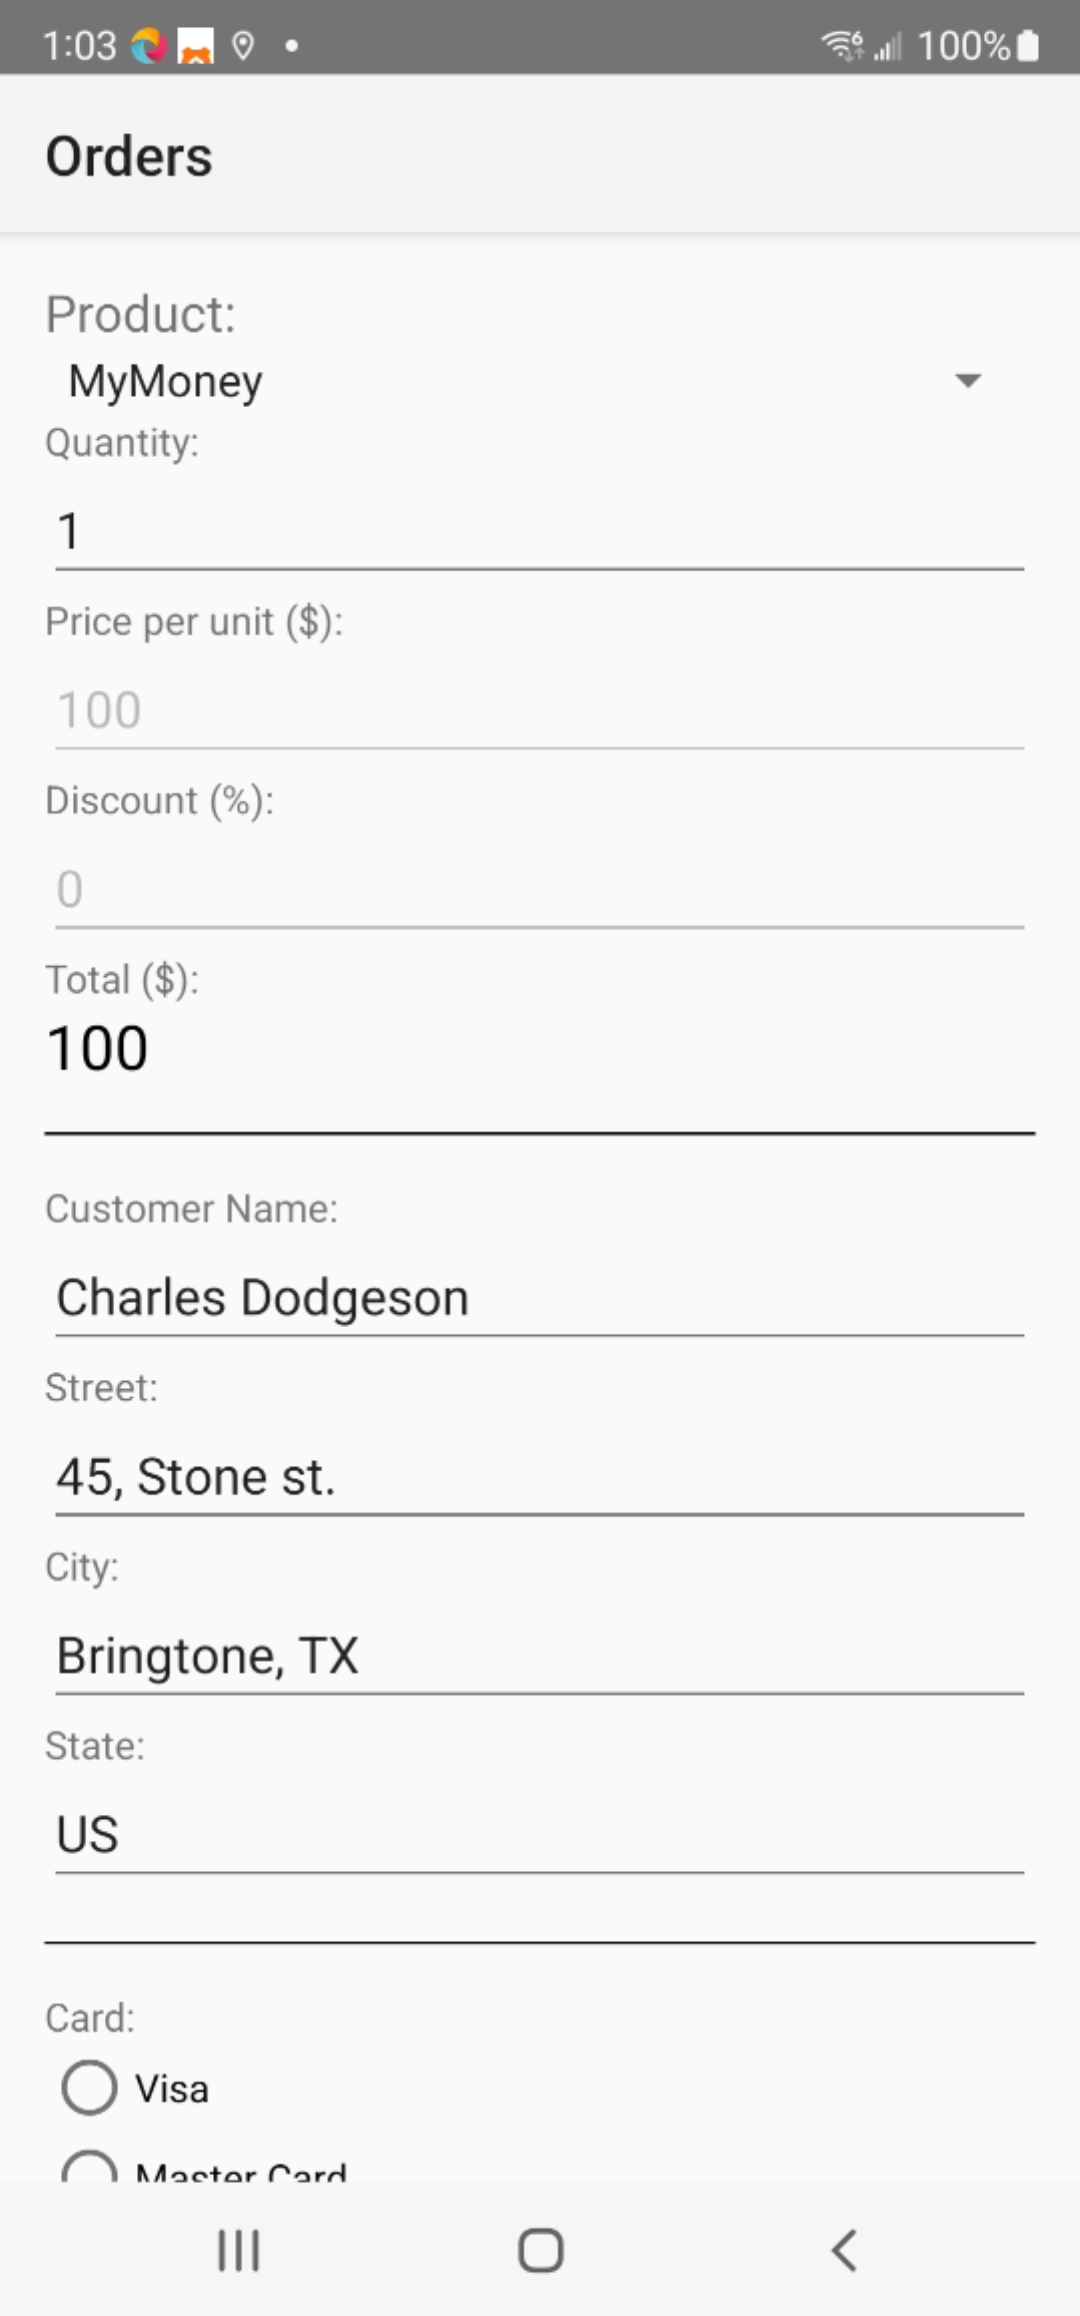 1:03 6 100%
Orders
Product:
MyMoney
Quantity:
1
Price per unit ($):
100
Discount (%):
0
Total ($):
100
Customer Name:
Charles Dodgeson
Street:
45, Stone st.
City:
Bringtone, TX
State:
US
Card:
Visa
Master Card